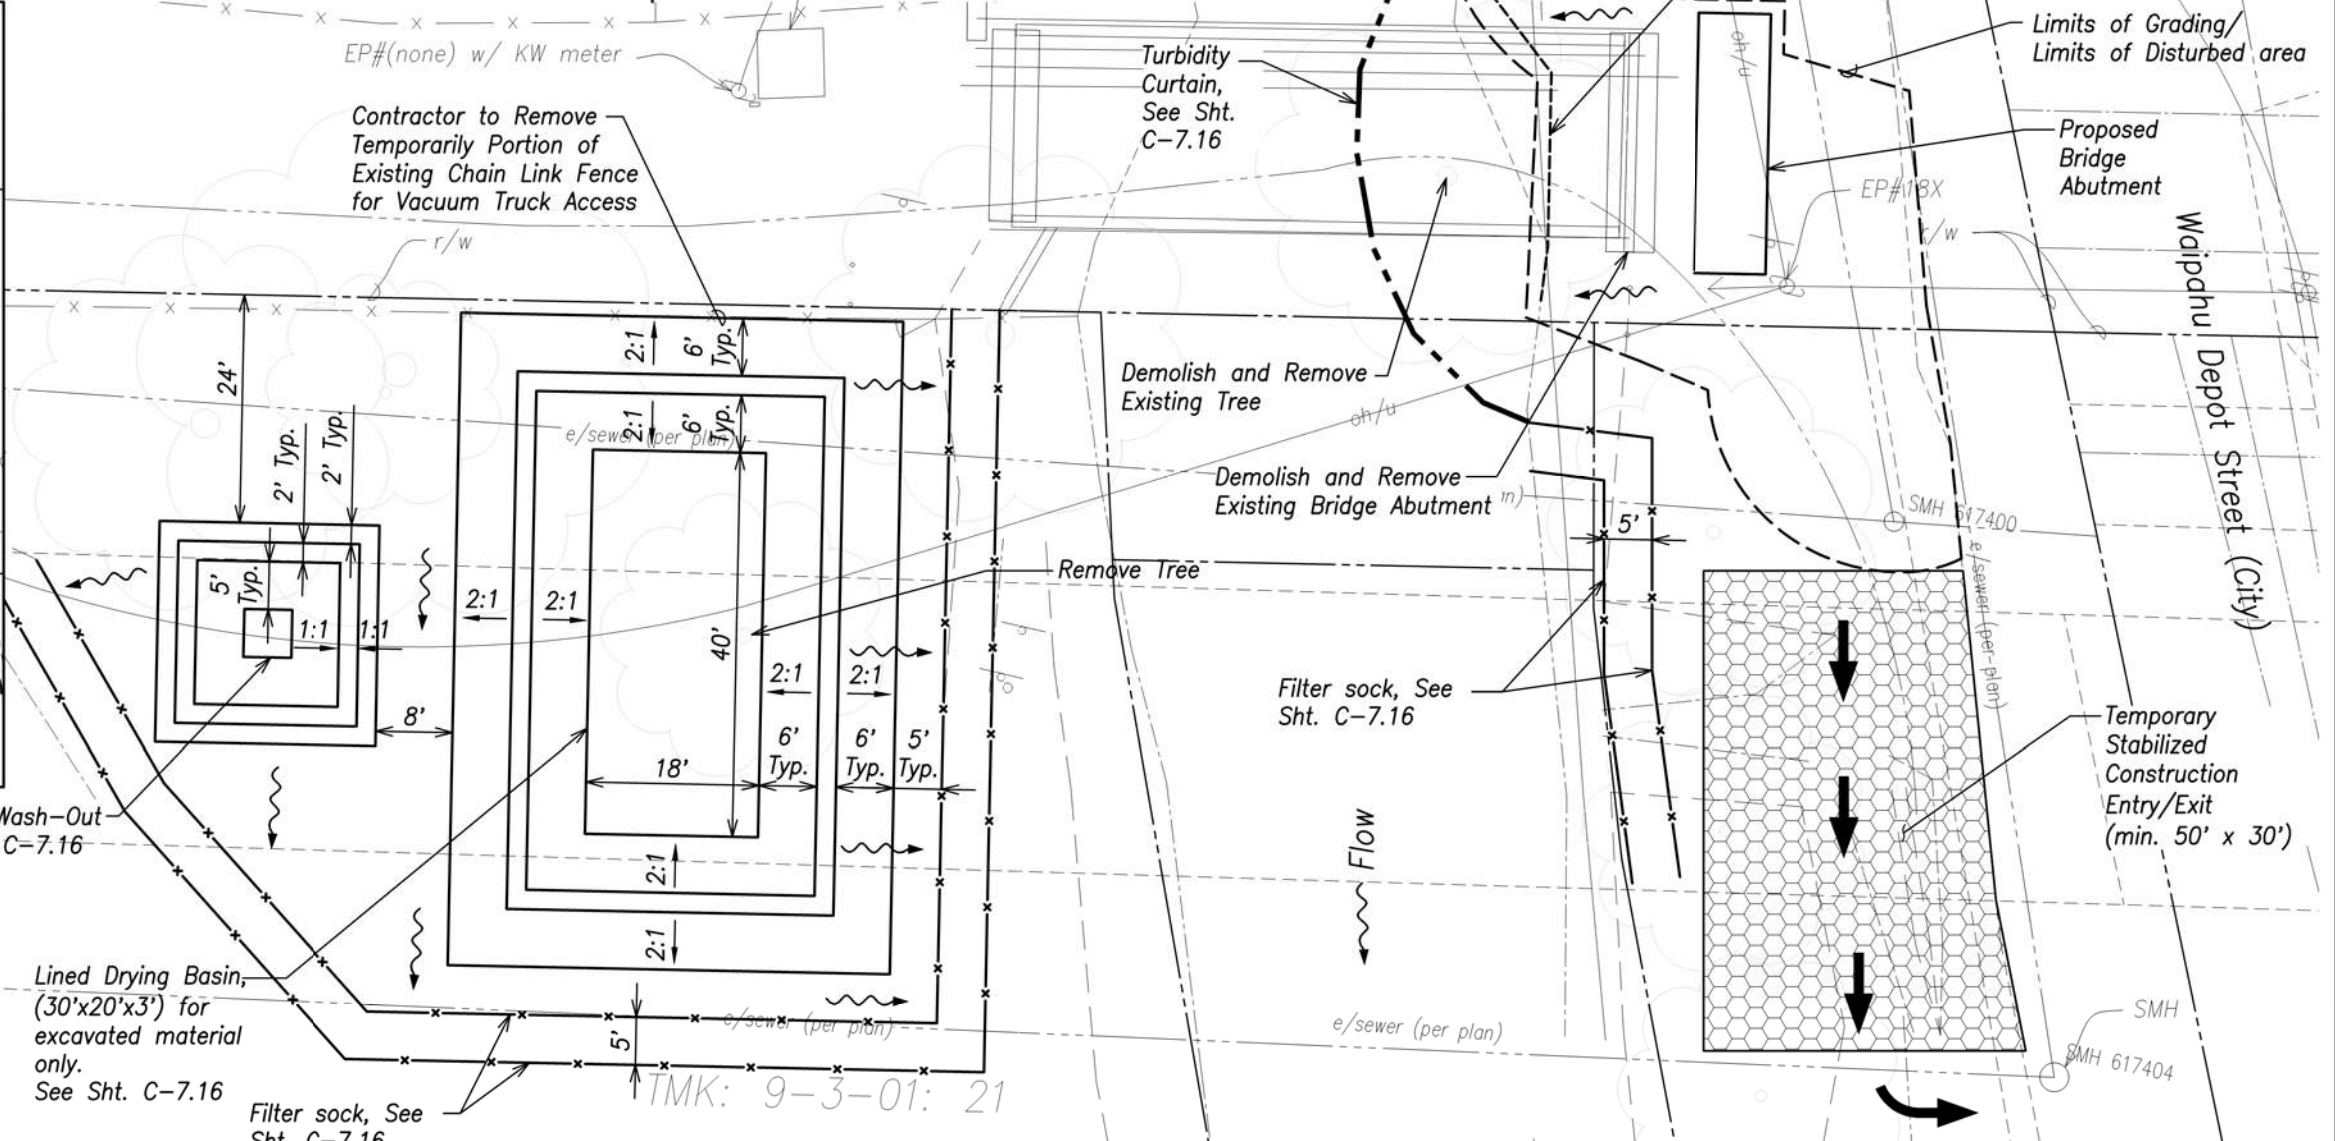 EP#(none) w/ KW meter
Contractor to Remove
Temporarily Portion of
Existing Chain Link Fence
for Vacuum Truck Access
r/w
Turbidity
Curtain,
See Sht.
C-7.16
oh/u
Limits of Grading/
Limits of Disturbed area
Proposed
Bridge
Abutment
EP#18X
r/w
Waipahu Depot Street (City)
24'
2:1
6'
Typ.
2:1
6'
Typ.
e/sewer (per plan)
2' Typ.
2' Typ.
5'
Typ.
1:1
1:1
8'
2:1
2:1
40'
18'
2:1
6'
Typ.
2:1
6'
Typ.
5'
Typ.
2:1
2:1
Demolish and Remove
Existing Tree
oh/u
Demolish and Remove
Existing Bridge Abutment
Remove Tree
5'
SMH 617400
e/sewer (per plan)
Filter sock, See
Sht. C-7.16
Flow
Temporary
Stabilized
Construction
Entry/Exit
(min. 50' x 30')
Wash-Out
C-7.16
Lined Drying Basin,
(30'x20'x3') for
excavated material
only.
See Sht. C-7.16
5'
e/sewer (per plan)
e/sewer (per plan)
SMH
SMH 617404
TMK: 9-3-01: 21
Filter sock, See
Sht. C-7.16